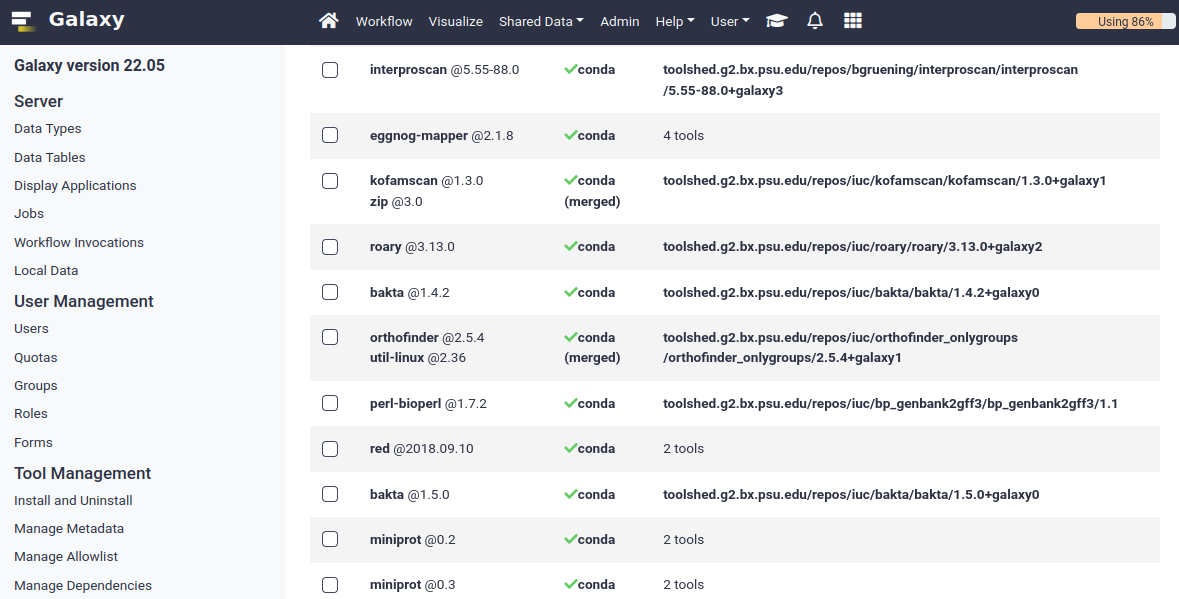 Galaxy
Workflow Visualize Shared Data Admin Help User Using 86%
Galaxy version 22.05
Server
Data Types
Data Tables
Display Applications
Jobs
Workflow Invocations
Local Data
User Management
Users
Quotas
Groups
Roles
Forms
Tool Management
Install and Uninstall
Manage Metadata
Manage Allowlist
Manage Dependencies
interproscan @5.55-88.0 conda toolshed.g2.bx.psu.edu/repos/bgruening/interproscan/interproscan
/5.55-88.0+galaxy3
eggnog-mapper @2.1.8 conda 4 tools
kofamscan @1.3.0 conda toolshed.g2.bx.psu.edu/repos/iuc/kofamscan/kofamscan/1.3.0+galaxy1
zip @3.0 (merged)
roary @3.13.0 conda toolshed.g2.bx.psu.edu/repos/iuc/roary/roary/3.13.0+galaxy2
bakta @1.4.2 conda toolshed.g2.bx.psu.edu/repos/iuc/bakta/bakta/1.4.2+galaxy0
orthofinder @2.5.4 conda toolshed.g2.bx.psu.edu/repos/iuc/orthofinder_onlygroups
util-linux @2.36 (merged) /orthofinder_onlygroups/2.5.4+galaxy1
perl-bioperl @1.7.2 conda toolshed.g2.bx.psu.edu/repos/iuc/bp_genbank2gff3/bp_genbank2gff3/1.1
red @2018.09.10 conda 2 tools
bakta @1.5.0 conda toolshed.g2.bx.psu.edu/repos/iuc/bakta/bakta/1.5.0+galaxy0
miniprot @0.2 conda 2 tools
miniprot @0.3 conda 2 tools